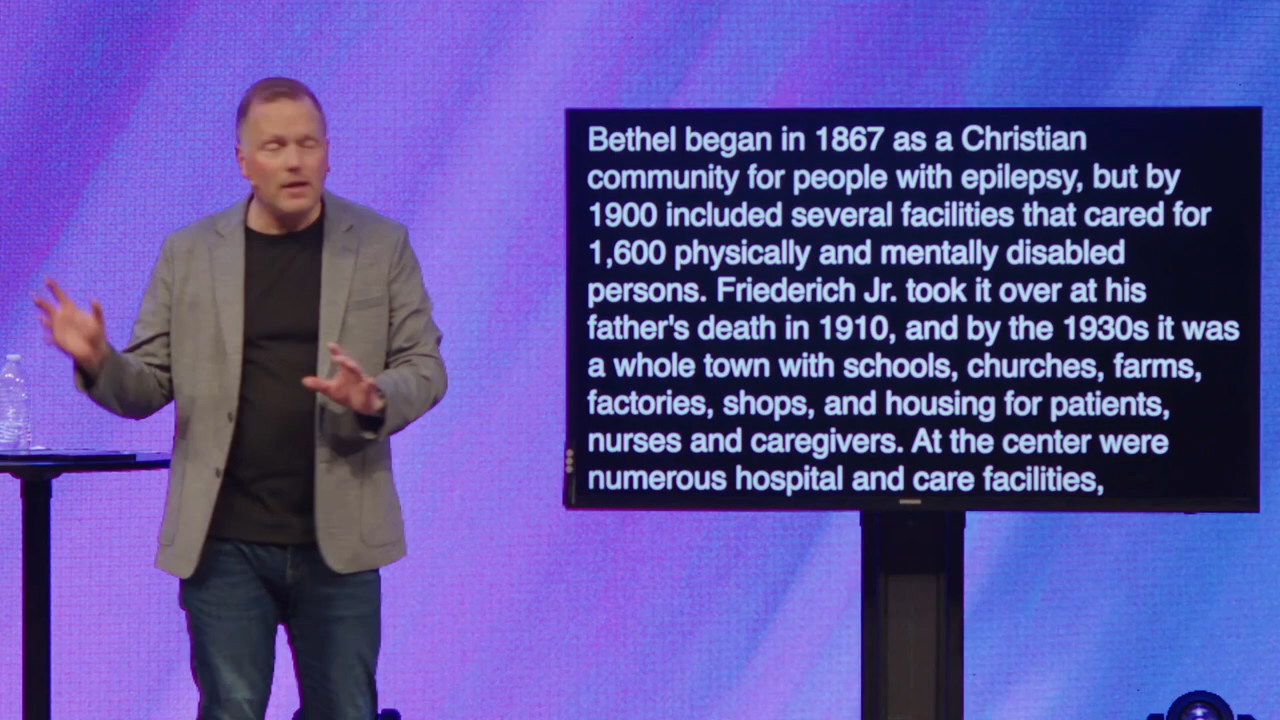 Bethel began in 1867 as a Christian
community for people with epilepsy, but by
1900 included several facilities that cared for
1,600 physically and mentally disabled
persons. Friederich Jr. took it over at his
father's death in 1910, and by the 1930s it was
a whole town with schools, churches, farms,
factories, shops, and housing for patients,
nurses and caregivers. At the center were
numerous hospital and care facilities,